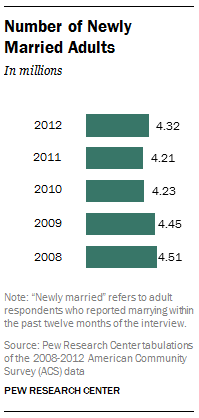 Number of Newly
Married Adults
In millions
2012 4.32
2011 4.21
2010 4.23
2009 4.45
2008 4.51
Note: “Newly married” refers to adult
respondents who reported marrying within
the past twelve months of the interview.
Source: Pew Research Center tabulations
of the 2008-2012 American Community
Survey (ACS) data
PEW RESEARCH CENTER